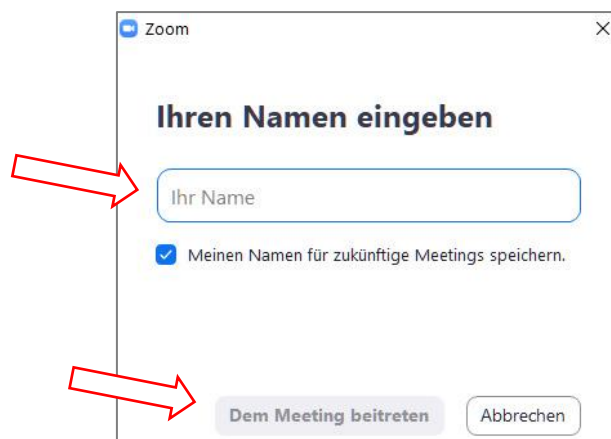 Zoom
Ihren Namen eingeben
Ihr Name
Meinen Namen für zukünftige Meetings speichern.
Dem Meeting beitreten Abbrechen